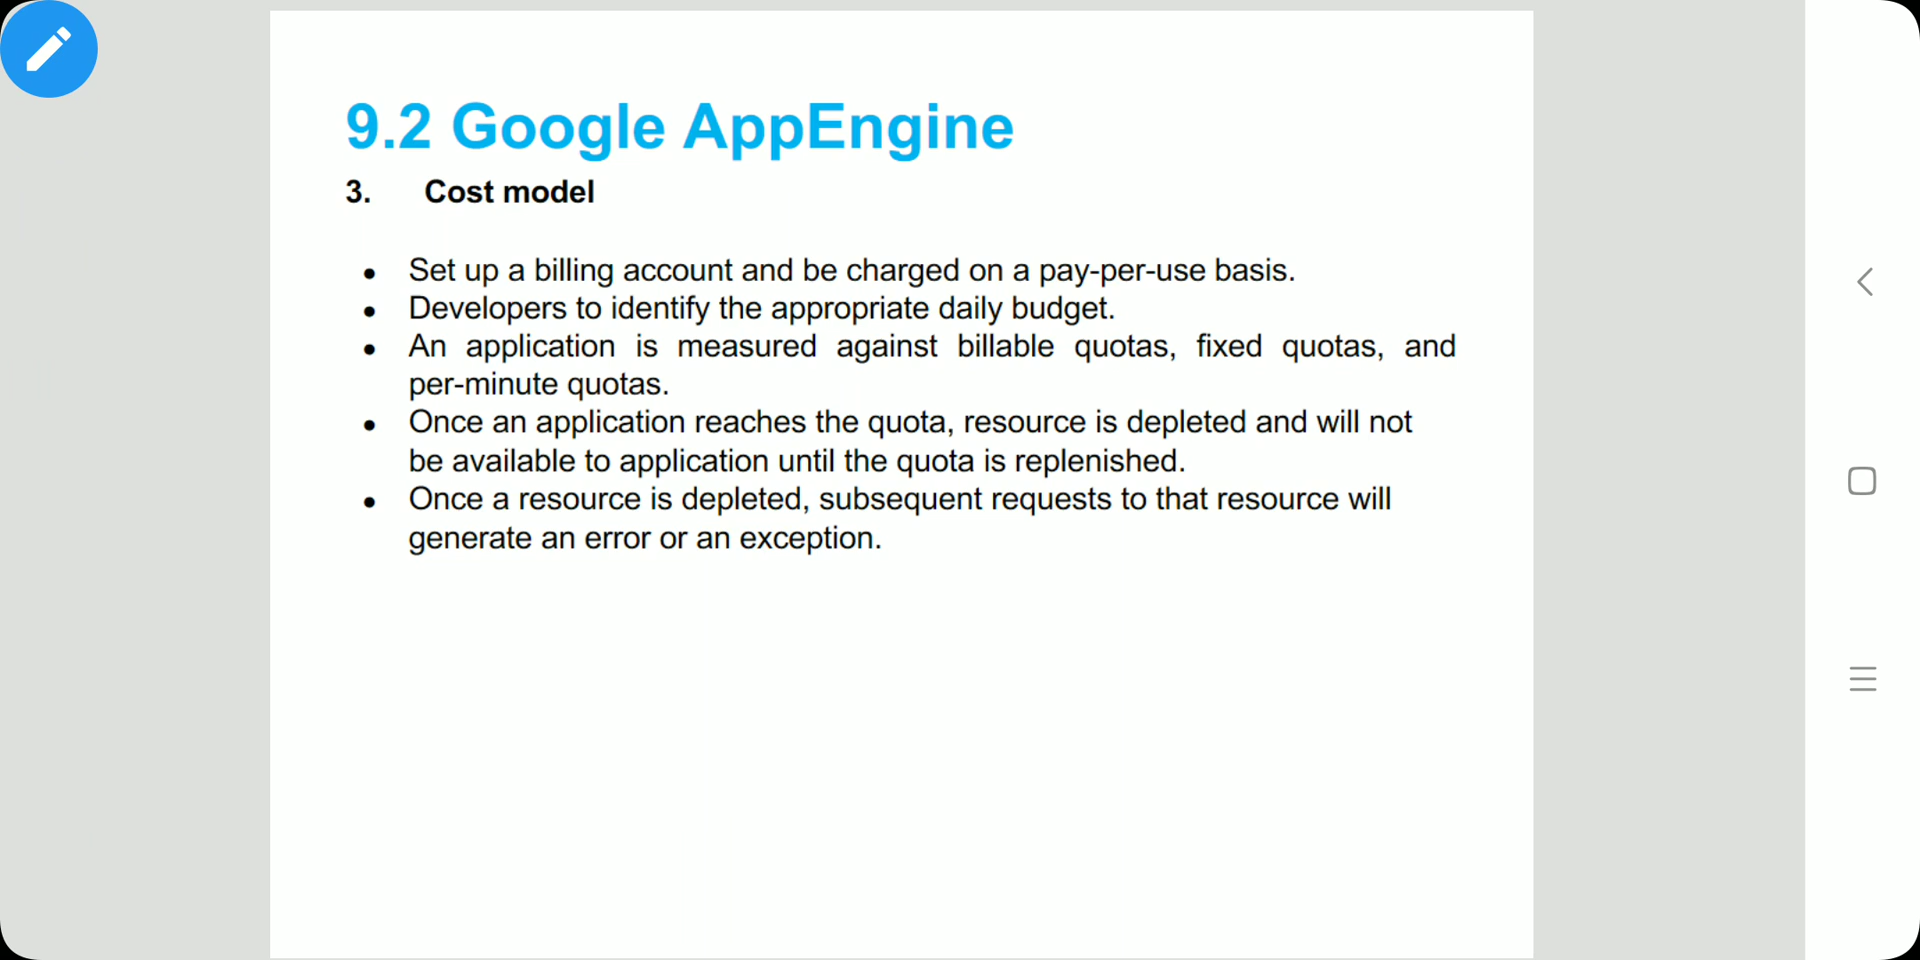 9.2 Google AppEngine
3. Cost model
• Set up a billing account and be charged on a pay-per-use basis.
• Developers to identify the appropriate daily budget.
• An application is measured against billable quotas, fixed quotas, and
per-minute quotas.
• Once an application reaches the quota, resource is depleted and will not
be available to application until the quota is replenished.
• Once a resource is depleted, subsequent requests to that resource will
generate an error or an exception.